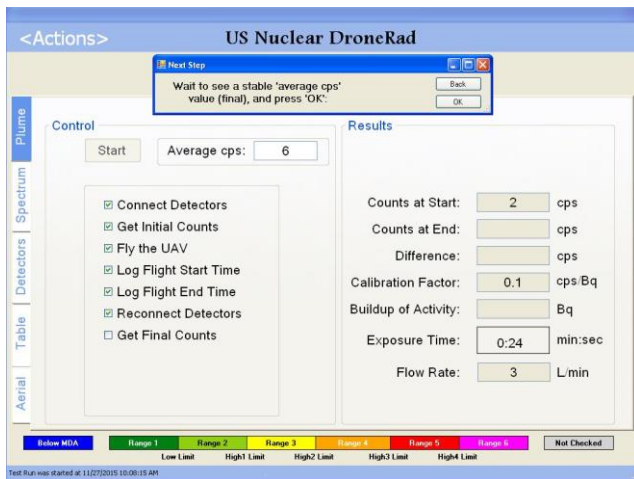 <Actions>
US Nuclear DroneRad
Next Step
Wait to see a stable 'average cps'
value (final), and press 'OK':
Back
OK
Plume
Spectrum
Detectors
Table
Aerial
Control
Start
Average cps: 6
Connect Detectors
Get Initial Counts
Fly the UAV
Log Flight Start Time
Log Flight End Time
Reconnect Detectors
Get Final Counts
Results
Counts at Start: 2 cps
Counts at End: cps
Difference: cps
Calibration Factor: 0.1 cps/Bq
Buildup of Activity: Bq
Exposure Time: 0:24 min:sec
Flow Rate: 3 L/min
Below MDA Range 1 Range 2 Range 3 Range 4 Range 5 Range 6 Not Checked
Low Limit High1 Limit High2 Limit High3 Limit High4 Limit
Test Run was started at 11/27/2015 10:08:15 AM